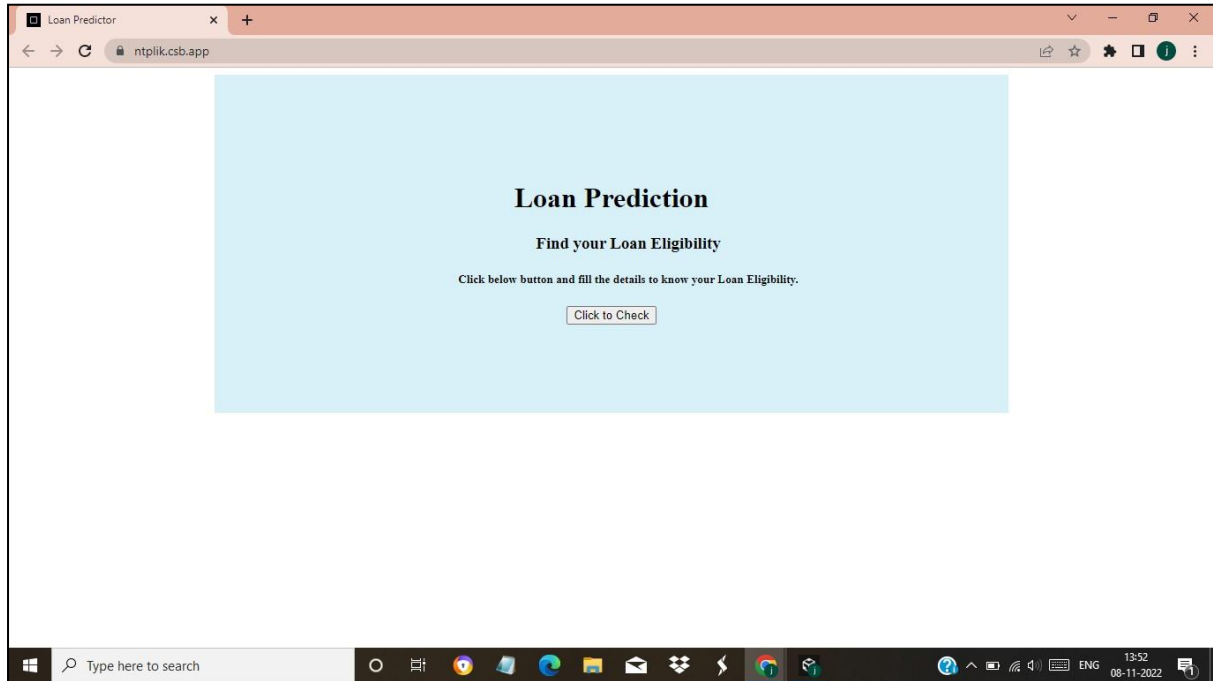 Loan Predictor
ntplik.csb.app
j
Loan Prediction
Find your Loan Eligibility
Click below button and fill the details to know your Loan Eligibility.
Click to Check
Type here to search
ENG
13:52
08-11-2022
1